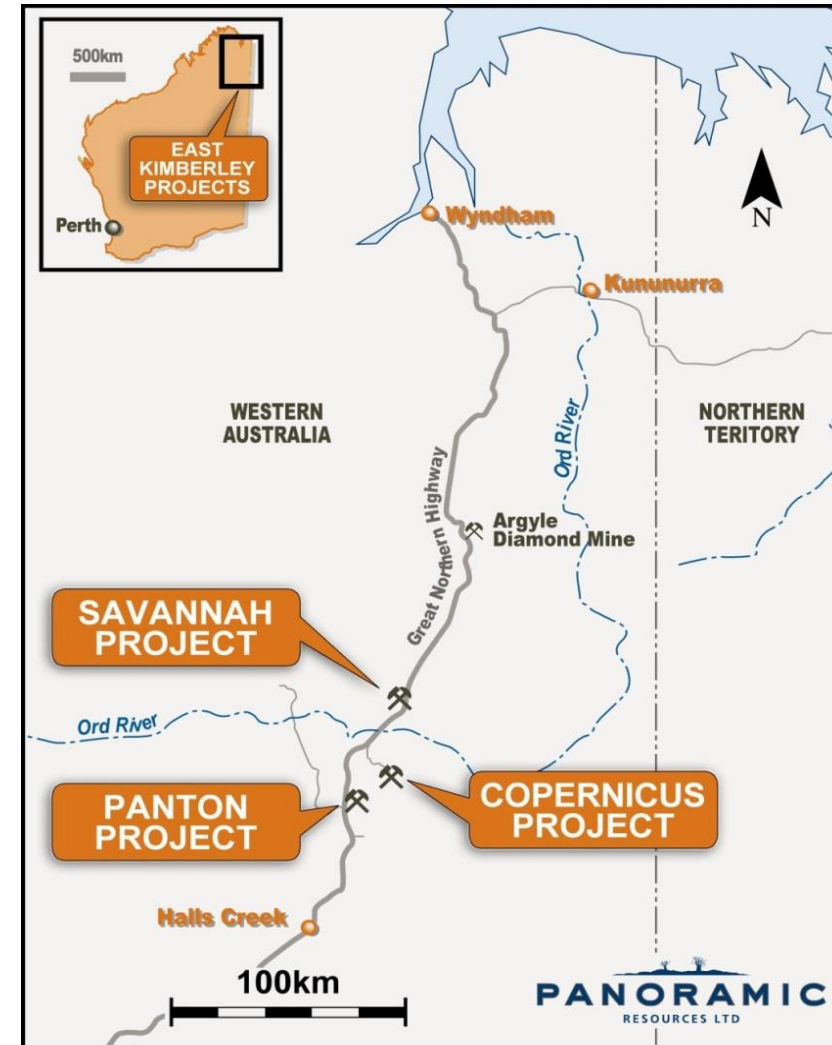 500km
EAST
KIMBERLEY
PROJECTS
Perth
N
Wyndham
Kununurra
WESTERN
AUSTRALIA
NORTHERN
TERITORY
Ord River
Great Northern Highway
Argyle
Diamond Mine
SAVANNAH
PROJECT
Ord River
PANTON
PROJECT
COPERNICUS
PROJECT
Halls Creek
100km
PANORAMIC
RESOURCES LTD